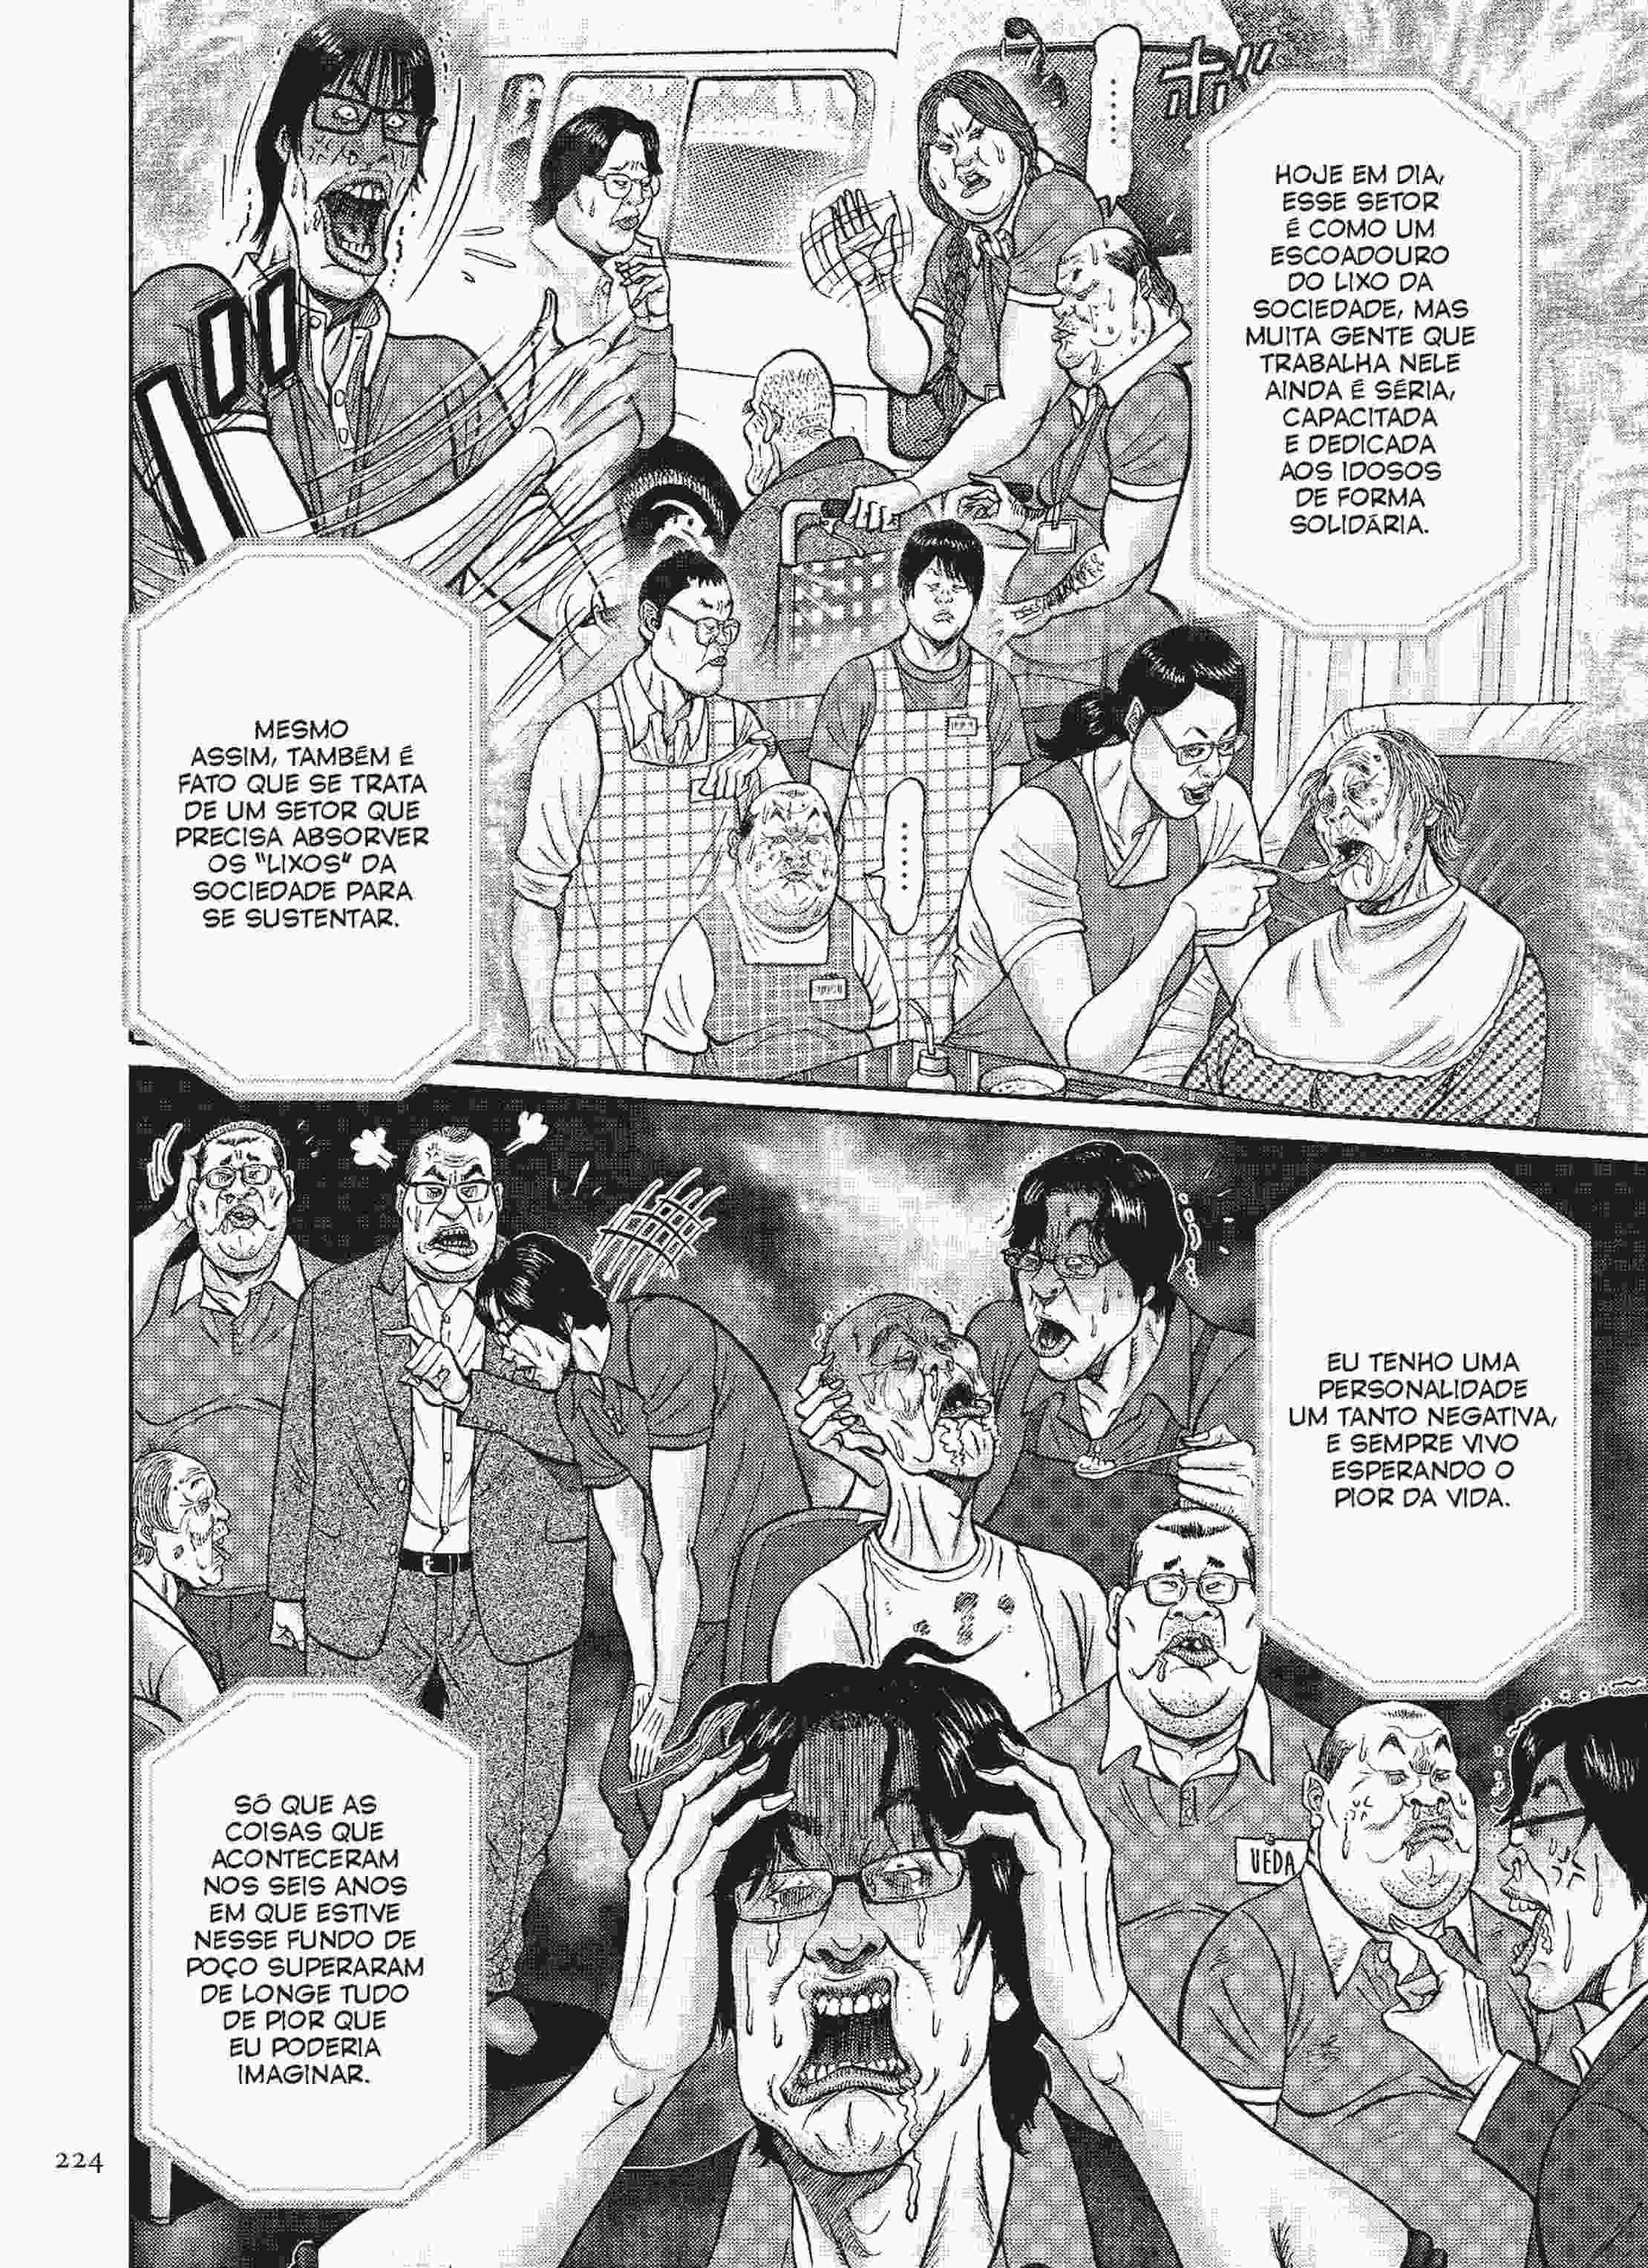 HOJE EM DIA,
ESSE SETOR
É COMO UM
ESCOADOURO
DO LIXO DA
SOCIEDADE, MAS
MUITA GENTE QUE
TRABALHA NELE
AINDA É SÉRIA,
CAPACITADA
E DEDICADA
AOS IDOSOS
DE FORMA
SOLIDÁRIA.
......
ボ
MESMO
ASSIM, TAMBÉM É
FATO QUE SE TRATA
DE UM SETOR QUE
PRECISA ABSORVER
OS "LIXOS" DA
SOCIEDADE PARA
SE SUSTENTAR.
......
EU TENHO UMA
PERSONALIDADE
UM TANTO NEGATIVA,
E SEMPRE VIVO
ESPERANDO O
PIOR DA VIDA.
UEDA
SÓ QUE AS
COISAS QUE
ACONTECERAM
NOS SEIS ANOS
EM QUE ESTIVE
NESSE FUNDO DE
POÇO SUPERARAM
DE LONGE TUDO
DE PIOR QUE
EU PODERIA
IMAGINAR.
224